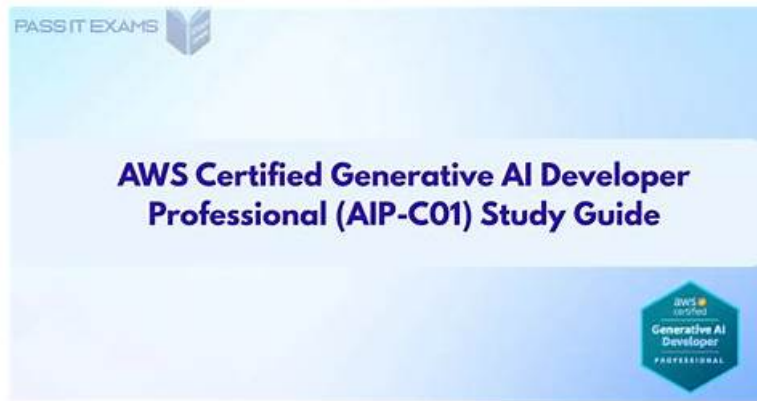 PASS IT EXAMS
AWS Certified Generative AI Developer
Professional (AIP-C01) Study Guide
aws
certified
Generative AI
Developer
PROFESSIONAL